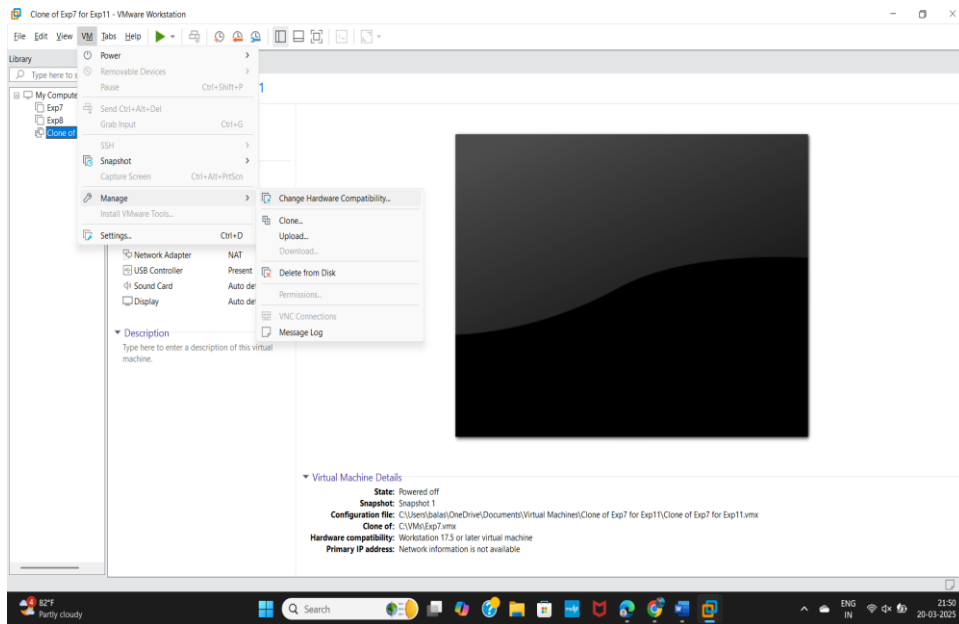 Clone of Exp7 for Exp11 - VMware Workstation
File Edit View VM Tabs Help
Library
Type here to s
My Compute
Exp7
Exp8
Clone of
Power
Removable Devices
Pause Ctrl+Shift+P
Send Ctrl+Alt+Del
Grab Input Ctrl+G
SSH
Snapshot
Capture Screen Ctrl+Alt+PrtScn
Manage
Install VMware Tools...
Settings... Ctrl+D
1
Change Hardware Compatibility...
Clone...
Upload...
Download...
Delete from Disk
Permissions...
VNC Connections
Message Log
Network Adapter NAT
USB Controller Present
Sound Card Auto de
Display Auto de
Description
Type here to enter a description of this virtual
machine.
Virtual Machine Details
State: Powered off
Snapshot: Snapshot 1
Configuration file: C:\Users\balas\OneDrive\Documents\Virtual Machines\Clone of Exp7 for Exp11\Clone of Exp7 for Exp11.vmx
Clone of: C:\VMs\Exp7.vmx
Hardware compatibility: Workstation 17.5 or later virtual machine
Primary IP address: Network information is not available
82°F
Partly cloudy
Search
ENG
IN
21:50
20-03-2025